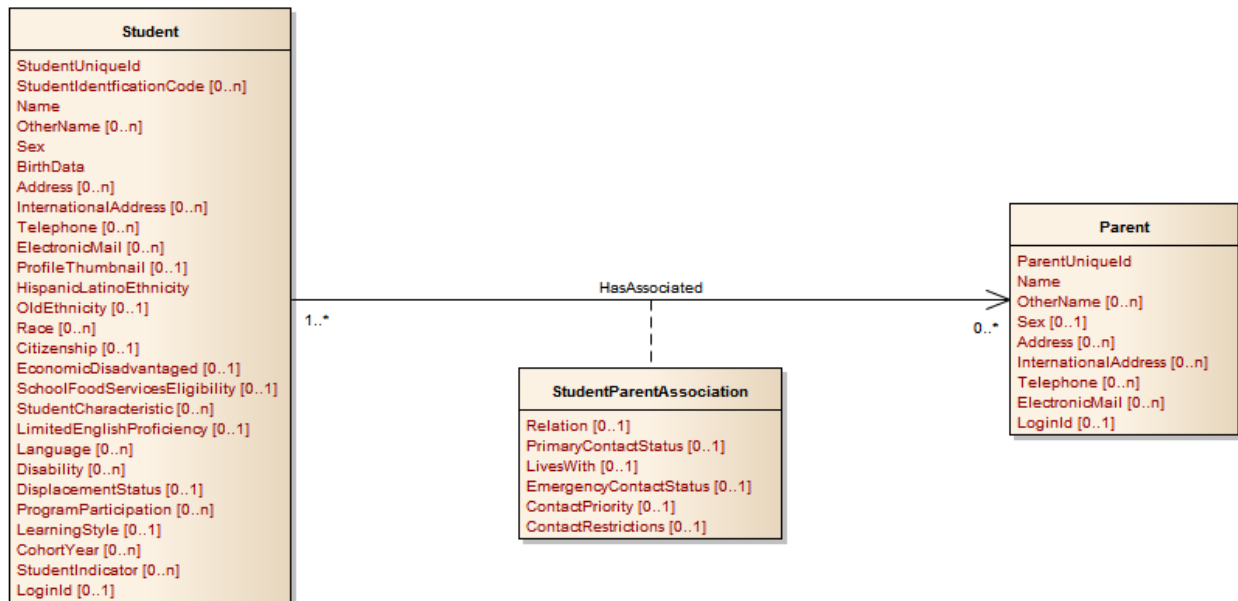 Student
StudentUniqueId
StudentIdentficationCode [0..n]
Name
OtherName [0..n]
Sex
BirthData
Address [0..n]
InternationalAddress [0..n]
Telephone [0..n]
ElectronicMail [0..n]
ProfileThumbnail [0..1]
HispanicLatinoEthnicity
OldEthnicity [0..1]
Race [0..n]
Citizenship [0..1]
EconomicDisadvantaged [0..1]
SchoolFoodServicesEligibility [0..1]
StudentCharacteristic [0..n]
LimitedEnglishProficiency [0..1]
Language [0..n]
Disability [0..n]
DisplacementStatus [0..1]
ProgramParticipation [0..n]
LearningStyle [0..1]
CohortYear [0..n]
StudentIndicator [0..n]
LoginId [0..1]
HasAssociated
1..*
0..*
StudentParentAssociation
Relation [0..1]
PrimaryContactStatus [0..1]
LivesWith [0..1]
EmergencyContactStatus [0..1]
ContactPriority [0..1]
ContactRestrictions [0..1]
Parent
ParentUniqueId
Name
OtherName [0..n]
Sex [0..1]
Address [0..n]
InternationalAddress [0..n]
Telephone [0..n]
ElectronicMail [0..n]
LoginId [0..1]